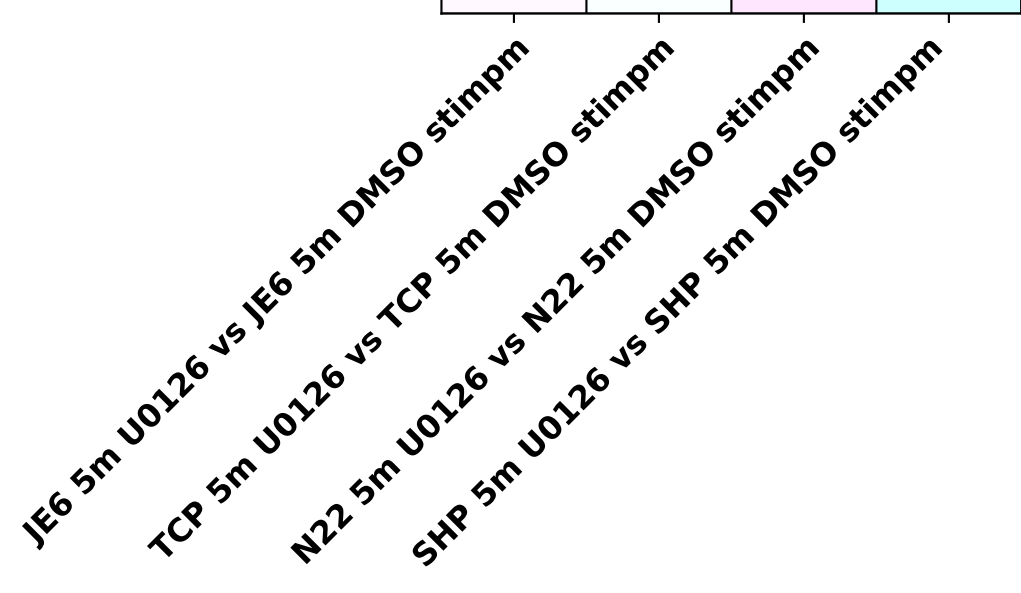 JE6 5m U0126 vs JE6 5m DMSO stimpm
TCP 5m U0126 vs TCP 5m DMSO stimpm
N22 5m U0126 vs N22 5m DMSO stimpm
SHP 5m U0126 vs SHP 5m DMSO stimpm